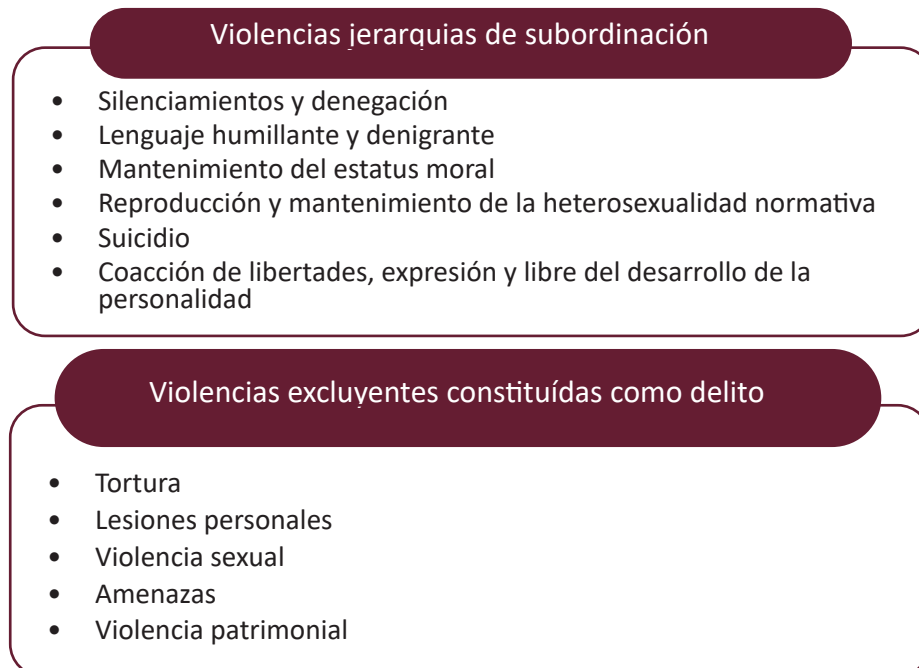 Violencias jerarquias de subordinación
• Silenciamientos y denegación
• Lenguaje humillante y denigrante
• Mantenimiento del estatus moral
• Reproducción y mantenimiento de la heterosexualidad normativa
• Suicidio
• Coacción de libertades, expresión y libre del desarrollo de la
personalidad
Violencias excluyentes constituídas como delito
• Tortura
• Lesiones personales
• Violencia sexual
• Amenazas
• Violencia patrimonial